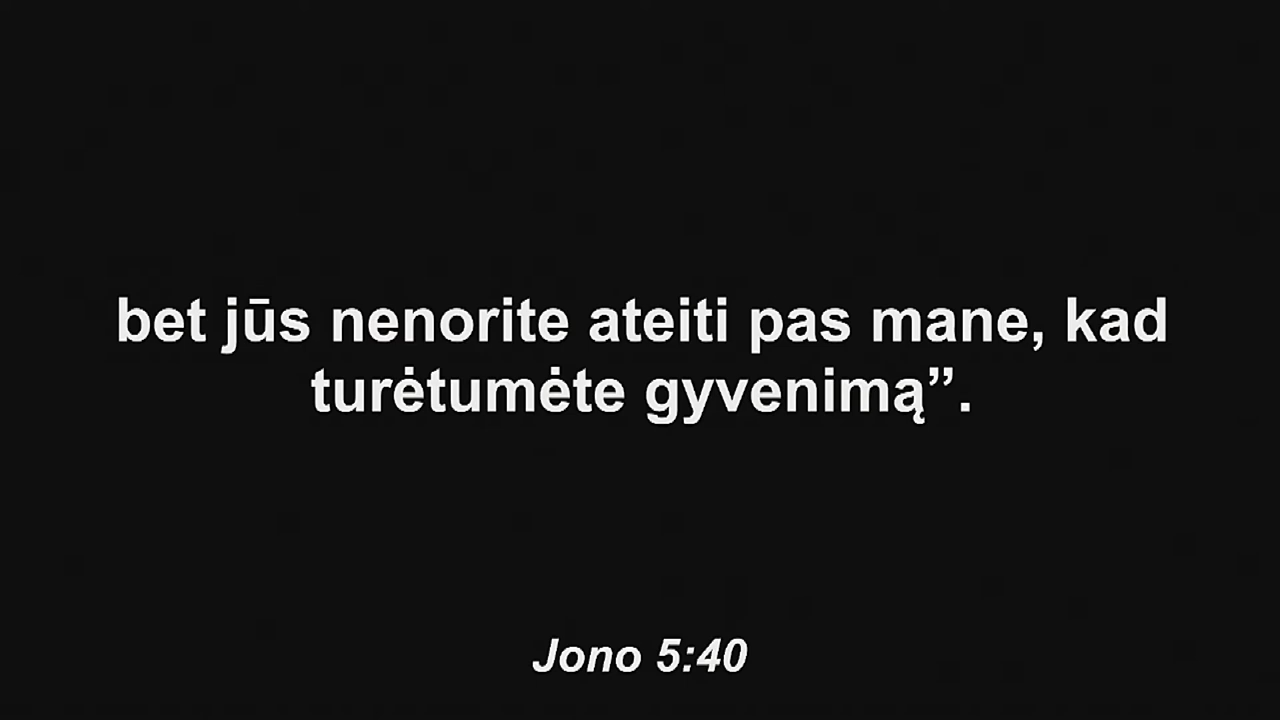 bet jūs nenorite ateiti pas mane, kad
turėtumėte gyvenimą”.
Jono 5:40